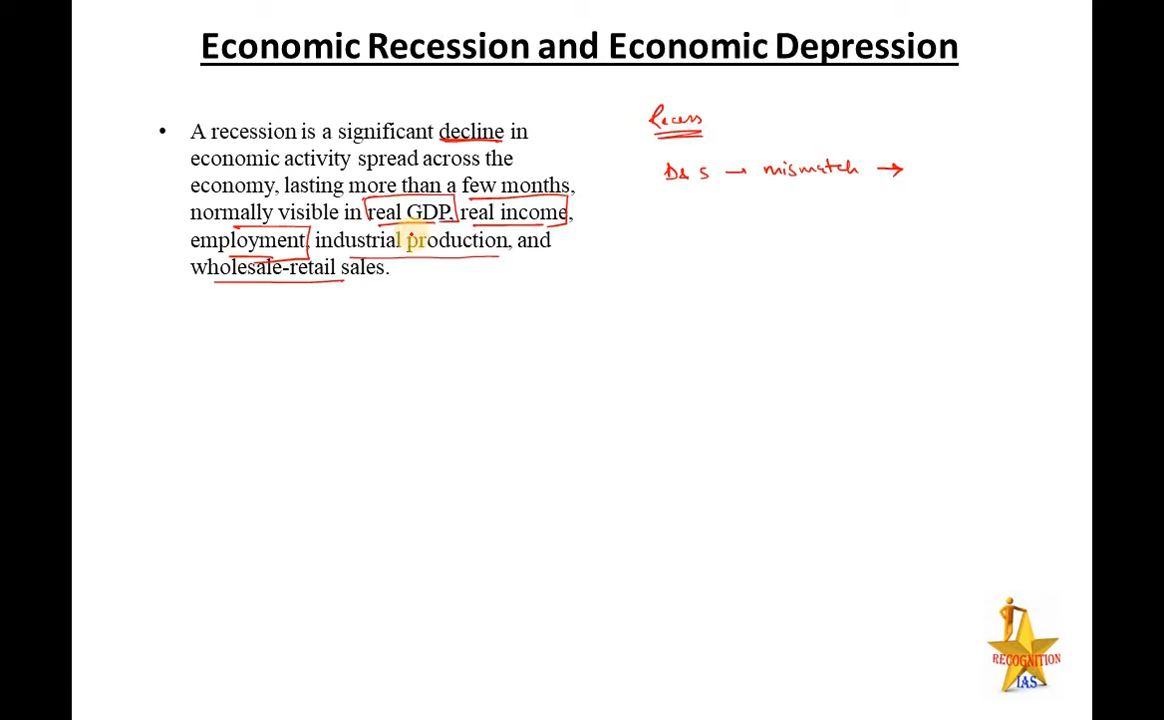 Economic Recession and Economic Depression
• A recession is a significant decline in
economic activity spread across the
economy, lasting more than a few months,
normally visible in real GDP, real income,
employment, industrial production, and
wholesale-retail sales.
Recess
D & S → mismatch →
RECOGNITION
IAS